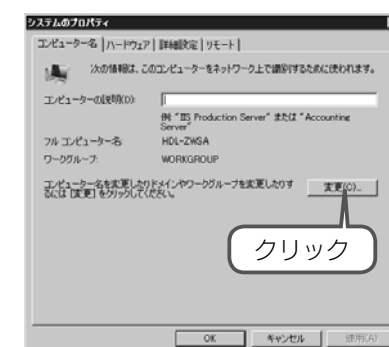 システムのプロパティ
コンピューター名 ハードウェア 詳細設定 リモート
次の情報は、このコンピューターをネットワーク上で識別するために使われます。
コンピューターの説明(D):
例: "IIS Production Server" または "Accounting
Server"
フル コンピューター名: HDL-Z WSA
ワークグループ: WORKGROUP
コンピューター名を変更したりドメインやワークグループを変更したりす
るには [変更] をクリックしてください。
変更(C)...
クリック
OK キャンセル 適用(A)